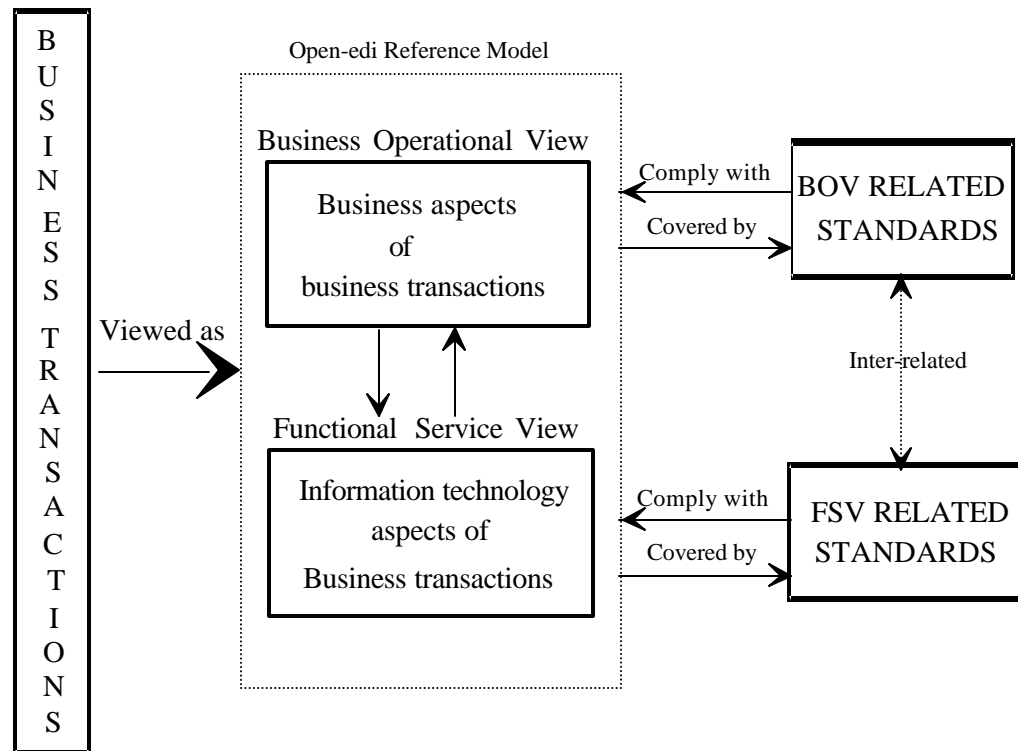 BUSINESS TRANSACTIONS
Open-edi Reference Model
Business Operational View
Business aspects
of
business transactions
Viewed as
Functional Service View
Information technology
aspects of
Business transactions
Comply with
Covered by
BOV RELATED
STANDARDS
Inter-related
Comply with
Covered by
FSV RELATED
STANDARDS